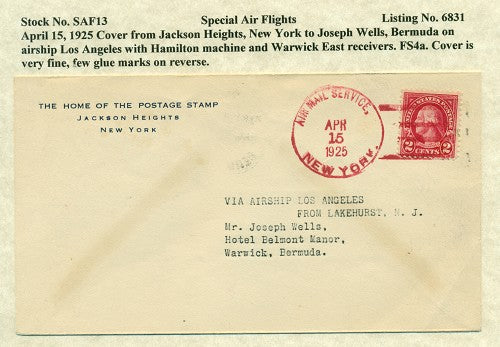 Stock No. SAF13 Special Air Flights Listing No. 6831
April 15, 1925 Cover from Jackson Heights, New York to Joseph Wells, Bermuda on
airship Los Angeles with Hamilton machine and Warwick East receivers. FS4a. Cover is
very fine, few glue marks on reverse.
THE HOME OF THE POSTAGE STAMP
JACKSON HEIGHTS
NEW YORK
AIR MAIL SERVICE,
APR
15
1925
NEW YORK.
UNITED STATES POSTAGE
2 CENTS 2
VIA AIRSHIP LOS ANGELES
FROM LAKEHURST, N. J.
Mr. Joseph Wells,
Hotel Belmont Manor,
Warwick, Bermuda.